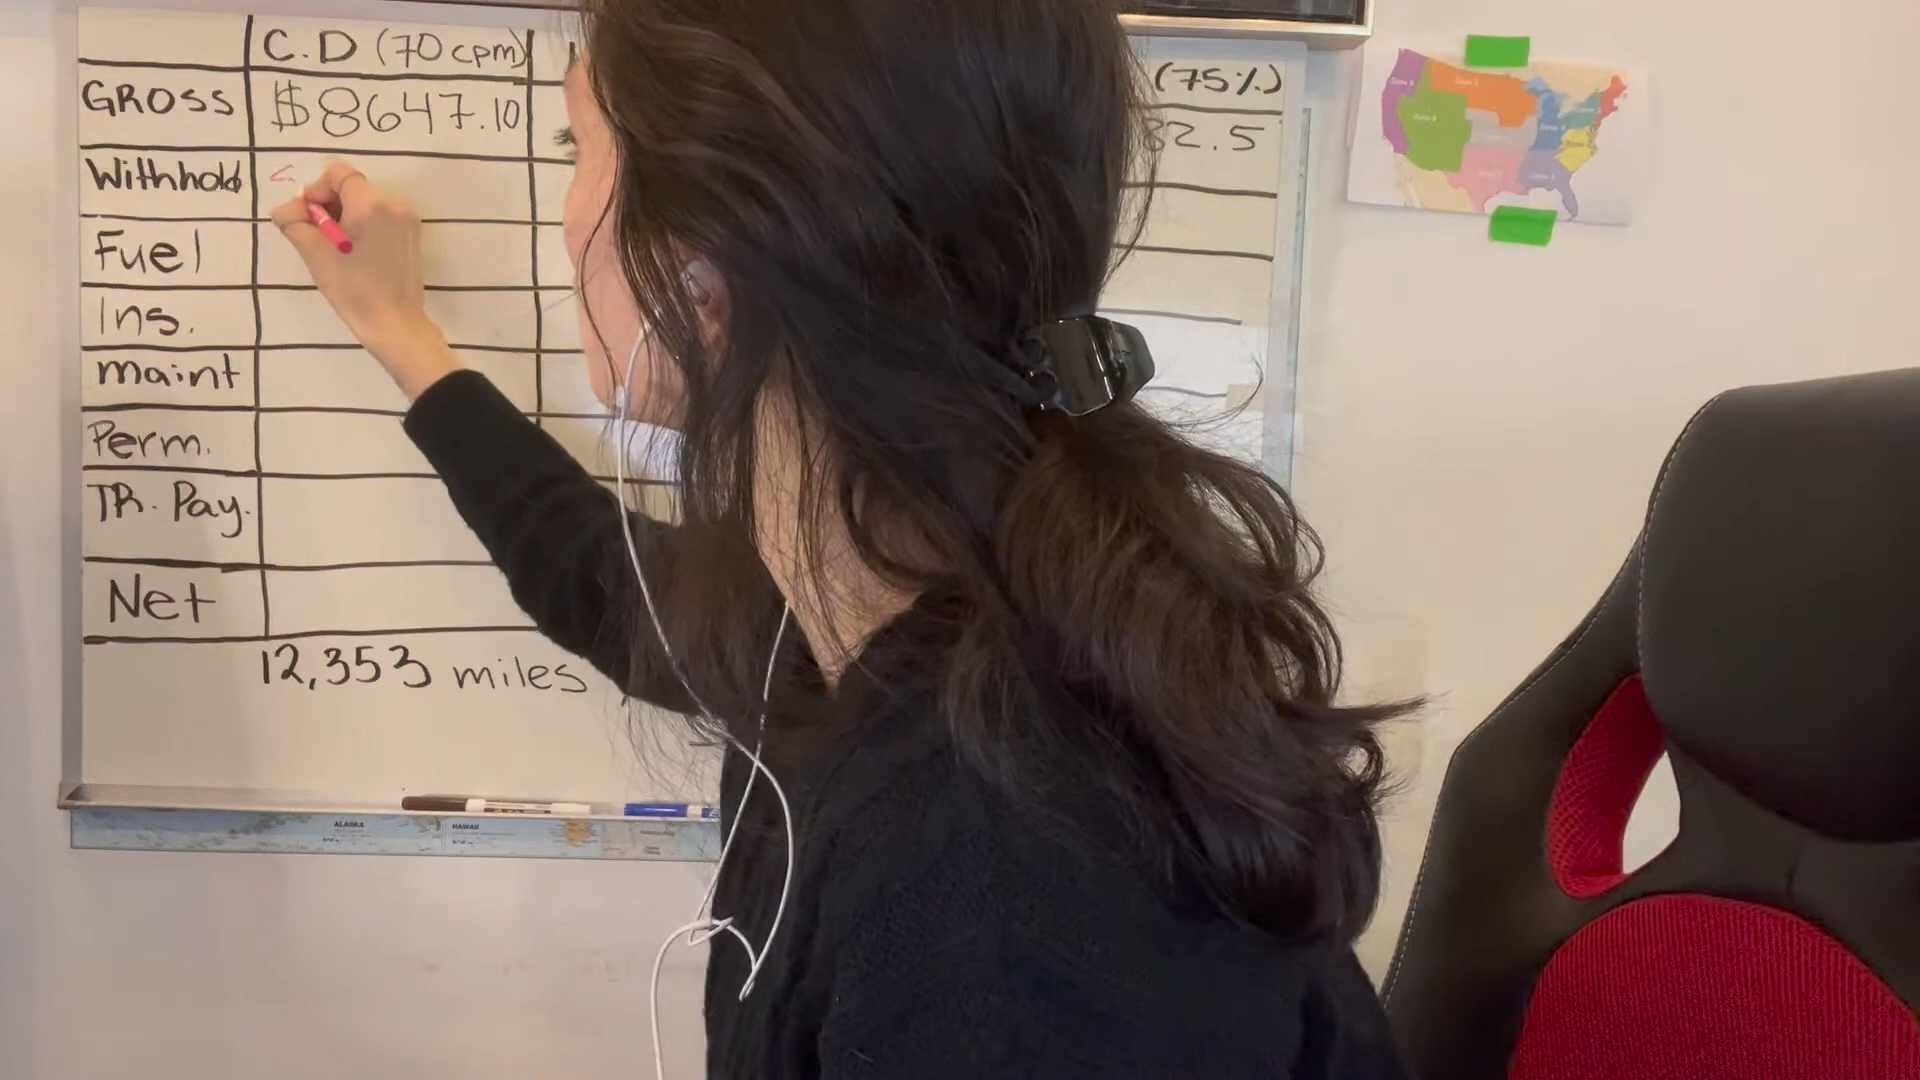 C.D (70 cpm)
(75%)
GROSS
$8647.10
32.5
Withhold
Fuel
Ins.
maint
Perm.
TR. Pay.
Net
12,353 miles
ALASKA
HAWAII